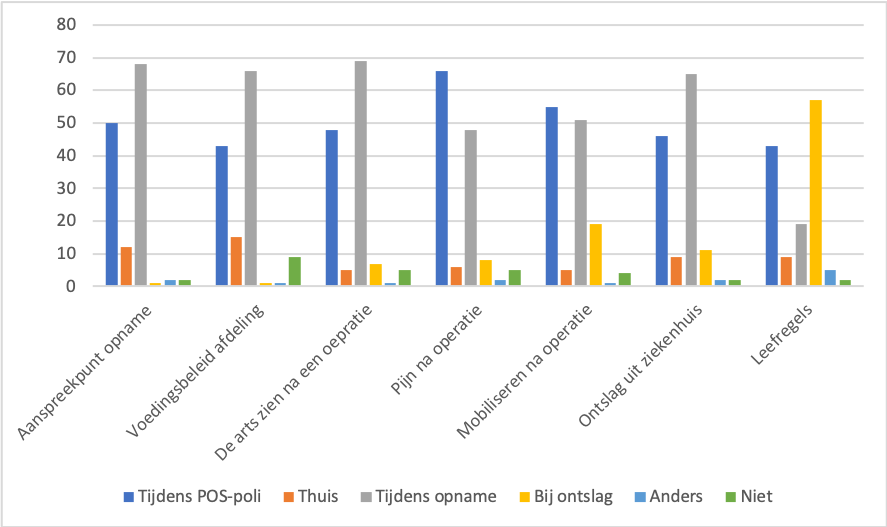 80
70
60
50
40
30
20
10
0
Aanspreekpunt opname
Voedingsbeleid afdeling
De arts zien na een oepratie
Pijn na operatie
Mobiliseren na operatie
Ontslag uit ziekenhuis
Leefregels
Tijdens POS-poli Thuis Tijdens opname Bij ontslag Anders Niet